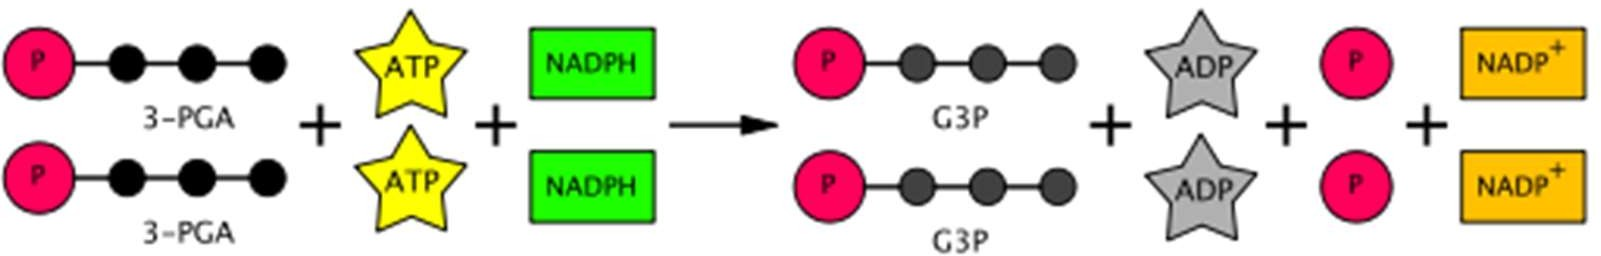 P ATP NADPH P ADP P NADP+
3-PGA + + G3P + + +
P ATP NADPH P ADP P NADP+
3-PGA G3P